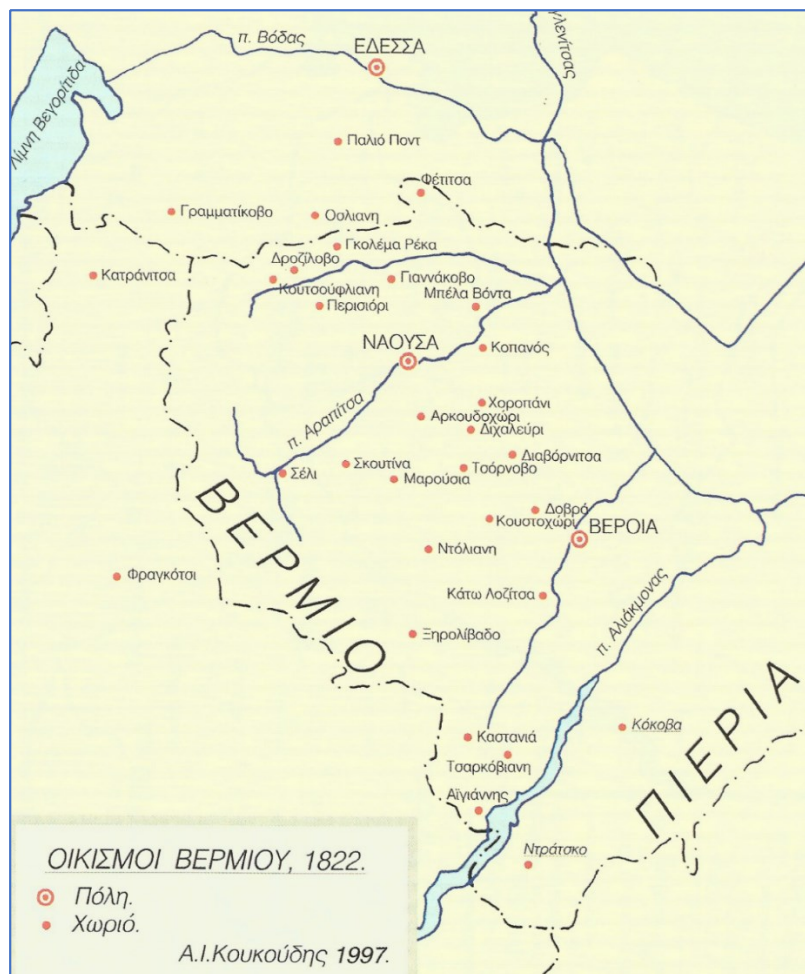 π. Βόδας
ΕΔΕΣΣΑ
γλενίτσας
Λίμνη Βεγορίτιδα
Παλιό Ποντ
Φέτιτσα
Γραμματίκοβο
Οσλιανη
Γκολέμα Ρέκα
Δροζίλοβο
Κατράνιτσα
Κουτσούφλιανη
Γιαννάκοβο
Περισιόρι
Μπέλα Βόντα
ΝΑΟΥΣΑ
Κοπανός
π. Αραπίτσα
Χοροπάνι
Αρκουδοχώρι
Διχαλεύρι
Διαβόρνιτσα
Σκουτίνα
Τσόρνοβο
Σέλι
Μαρούσια
Δοβρά
Κουστοχώρι
ΒΕΡΟΙΑ
Ντόλιανη
Φραγκότσι
ΒΕΡΜΙΟ
Κάτω Λοζίτσα
π. Αλιάκμονας
Ξηρολίβαδο
Κόκοβα
ΠΙΕΡΙΑ
Καστανιά
Τσαρκόβιανη
Αϊγιάννης
Ντράτσκο
ΟΙΚΙΣΜΟΙ ΒΕΡΜΙΟΥ, 1822.
Πόλη.
Χωριό.
Α.Ι.Κουκούδης 1997.